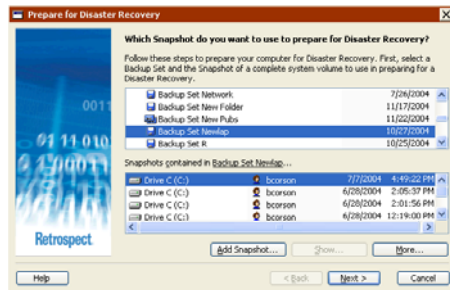 Prepare for Disaster Recovery
Which Snapshot do you want to use to prepare for Disaster Recovery?
Follow these steps to prepare your computer for Disaster Recovery. First, select a
Backup Set and the Snapshot of a complete system volume to use in preparing for a
Disaster Recovery.
Backup Set Network 7/26/2004
Backup Set New Folder 11/17/2004
Backup Set New Pubs 11/22/2004
Backup Set Newlap 10/27/2004
Backup Set R 10/25/2004
Snapshots contained in Backup Set Newlap...
Drive C (C:) bcorson 7/7/2004 4:49:22 PM
Drive C (C:) bcorson 6/28/2004 2:05:37 PM
Drive C (C:) bcorson 6/28/2004 2:01:56 PM
Drive C (C:) bcorson 6/28/2004 12:19:00 PM
Retrospect
Add Snapshot... Show... More...
Help < Back Next > Cancel